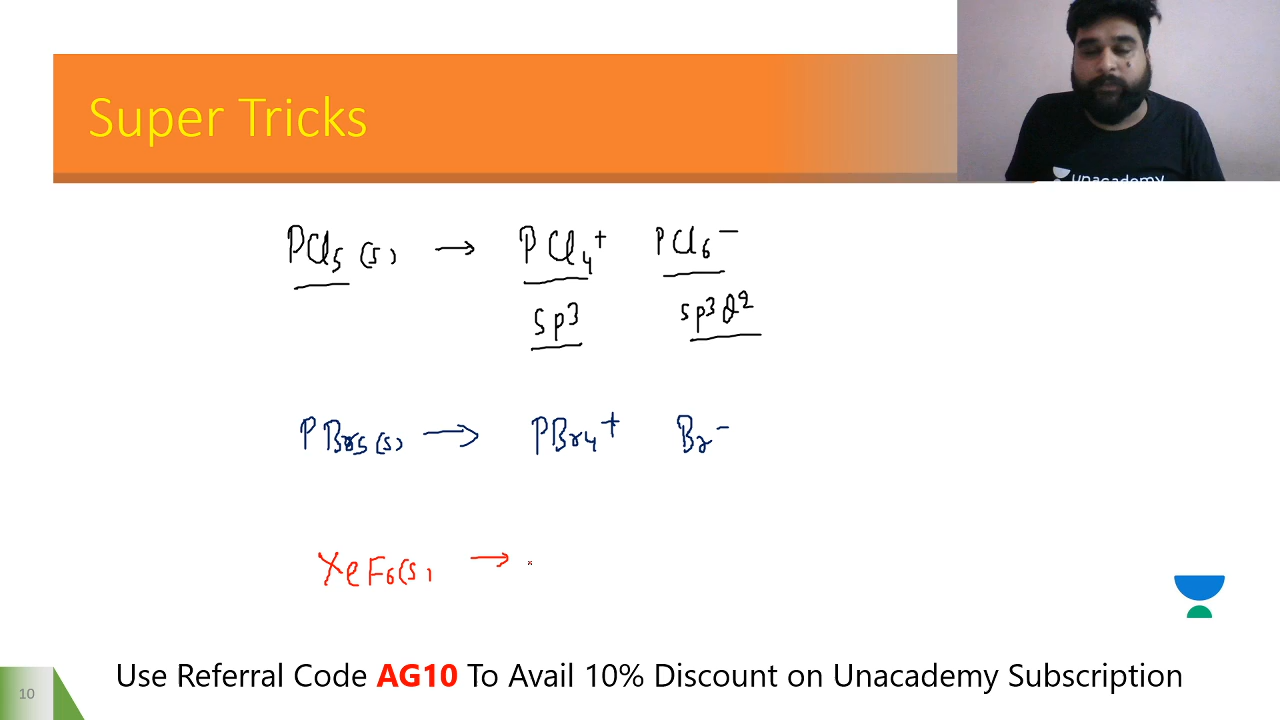 Super Tricks
unacademy
PCl5 (s) → PCl4+ PCl6-
sp3 sp3d2
PBr5(s) → PBr4+ Br-
XeF6(s) →
10
Use Referral Code AG10 To Avail 10% Discount on Unacademy Subscription